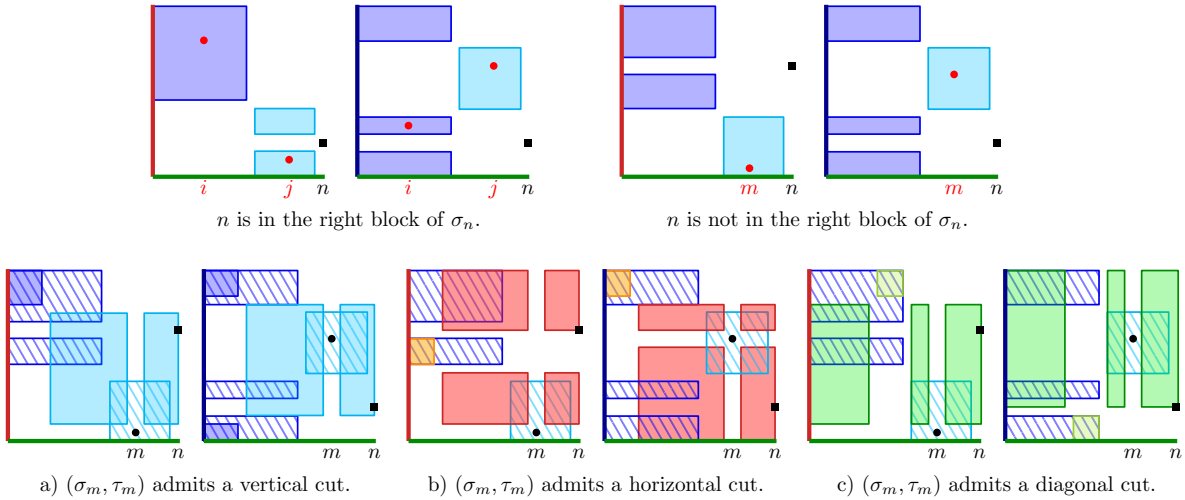 i j n i j n m n m n
n is in the right block of σₙ. n is not in the right block of σₙ.
m n m n m n m n m n m n
a) (σₘ, τₘ) admits a vertical cut. b) (σₘ, τₘ) admits a horizontal cut. c) (σₘ, τₘ) admits a diagonal cut.